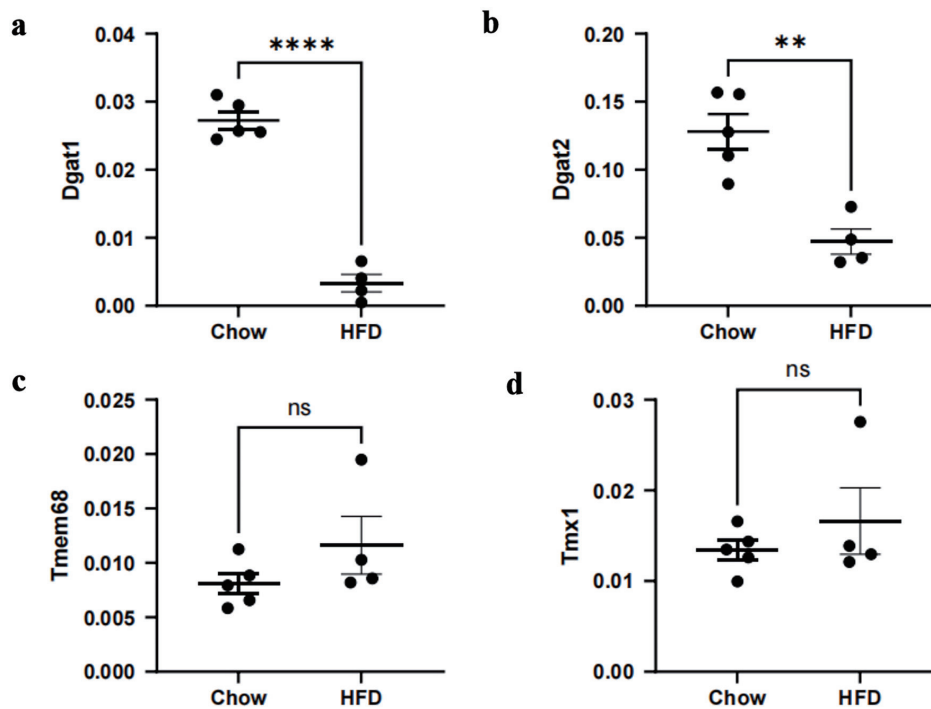 a
****
Dgat1
0.04
0.03
0.02
0.01
0.00
Chow HFD
b
**
Dgat2
0.20
0.15
0.10
0.05
0.00
Chow HFD
c
ns
Tmem68
0.025
0.020
0.015
0.010
0.005
0.000
Chow HFD
d
ns
Tmx1
0.03
0.02
0.01
0.00
Chow HFD